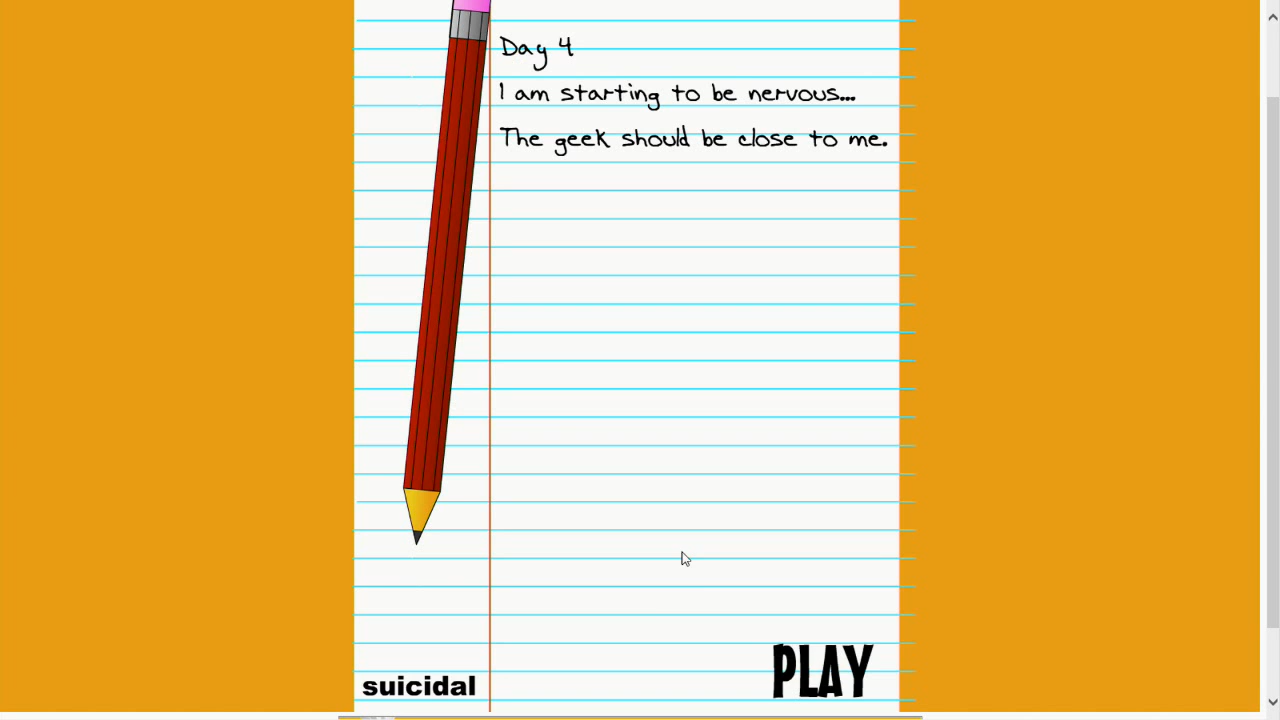 Day 4
I am starting to be nervous...
The geek should be close to me.
suicidal
PLAY